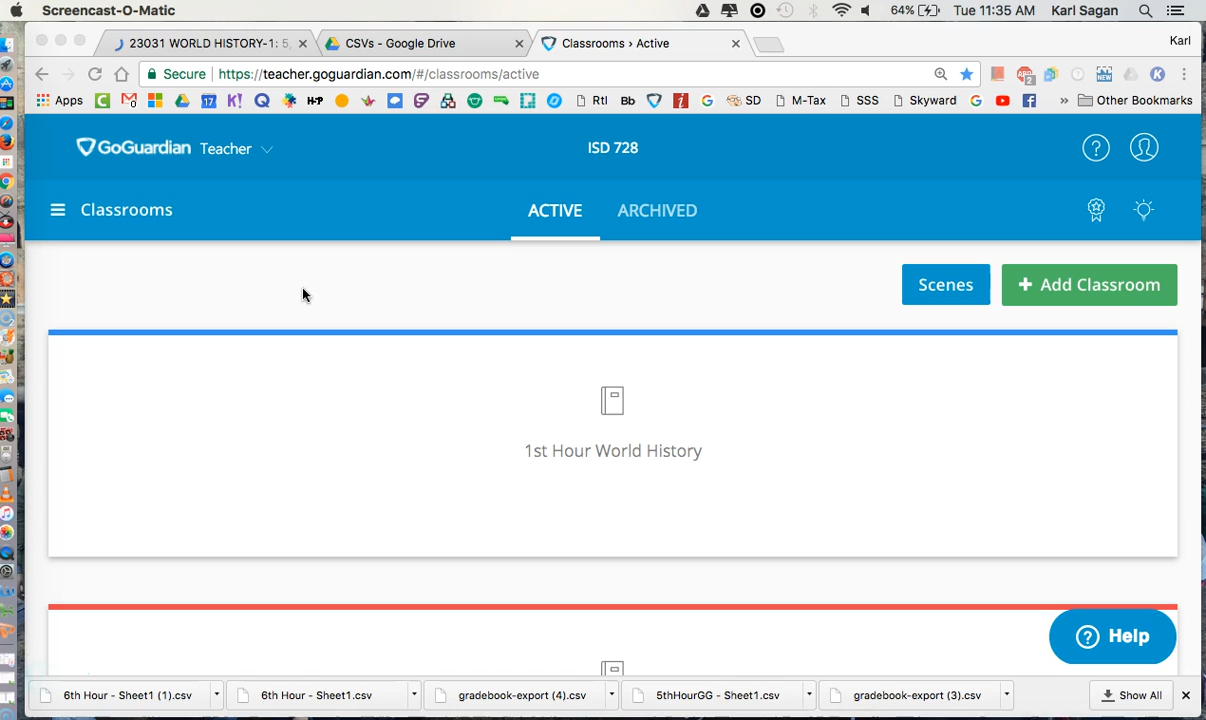 Screencast-O-Matic
64%
Tue 11:35 AM
Karl Sagan
23031 WORLD HISTORY-1: 5,
CSVs - Google Drive
Classrooms › Active
Karl
Secure
https://teacher.goguardian.com/#/classrooms/active
Apps
17
K!
H-P
RtI
Bb
SD
M-Tax
SSS
Skyward
»
Other Bookmarks
GoGuardian Teacher
ISD 728
Classrooms
ACTIVE
ARCHIVED
Scenes
+ Add Classroom
1st Hour World History
? Help
6th Hour - Sheet1 (1).csv
6th Hour - Sheet1.csv
gradebook-export (4).csv
5thHourGG - Sheet1.csv
gradebook-export (3).csv
Show All